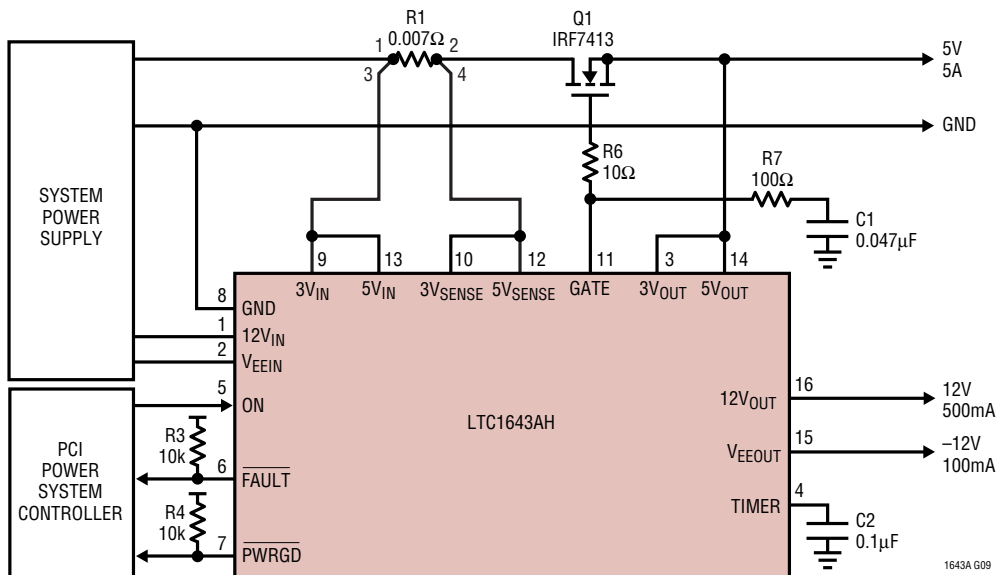 R1
0.007Ω
1
2
3
4
Q1
IRF7413
5V
5A
GND
SYSTEM
POWER
SUPPLY
R6
10Ω
R7
100Ω
C1
0.047µF
9
13
10
12
11
3
14
3VIN
5VIN
3VSENSE
5VSENSE
GATE
3VOUT
5VOUT
8
GND
1
12VIN
2
VEEIN
5
ON
LTC1643AH
12VOUT
16
12V
500mA
VEEOUT
15
–12V
100mA
TIMER
4
C2
0.1µF
PCI
POWER
SYSTEM
CONTROLLER
R3
10k
6
FAULT
R4
10k
7
PWRGD
1643A G09